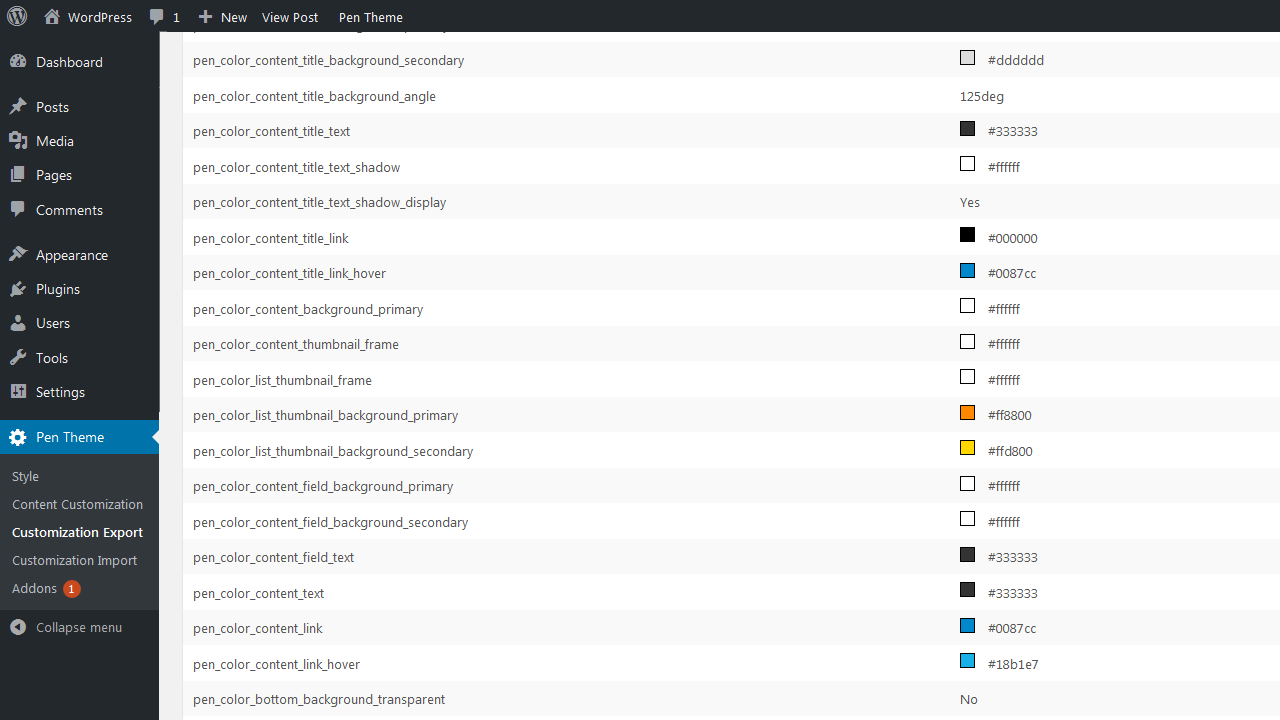 WordPress 1 New View Post Pen Theme
Dashboard
Posts
Media
Pages
Comments
Appearance
Plugins
Users
Tools
Settings
Pen Theme
Style
Content Customization
Customization Export
Customization Import
Addons 1
Collapse menu
pen_color_content_title_background_secondary #dddddd
pen_color_content_title_background_angle 125deg
pen_color_content_title_text #333333
pen_color_content_title_text_shadow #ffffff
pen_color_content_title_text_shadow_display Yes
pen_color_content_title_link #000000
pen_color_content_title_link_hover #0087cc
pen_color_content_background_primary #ffffff
pen_color_content_thumbnail_frame #ffffff
pen_color_list_thumbnail_frame #ffffff
pen_color_list_thumbnail_background_primary #ff8800
pen_color_list_thumbnail_background_secondary #ffd800
pen_color_content_field_background_primary #ffffff
pen_color_content_field_background_secondary #ffffff
pen_color_content_field_text #333333
pen_color_content_text #333333
pen_color_content_link #0087cc
pen_color_content_link_hover #18b1e7
pen_color_bottom_background_transparent No